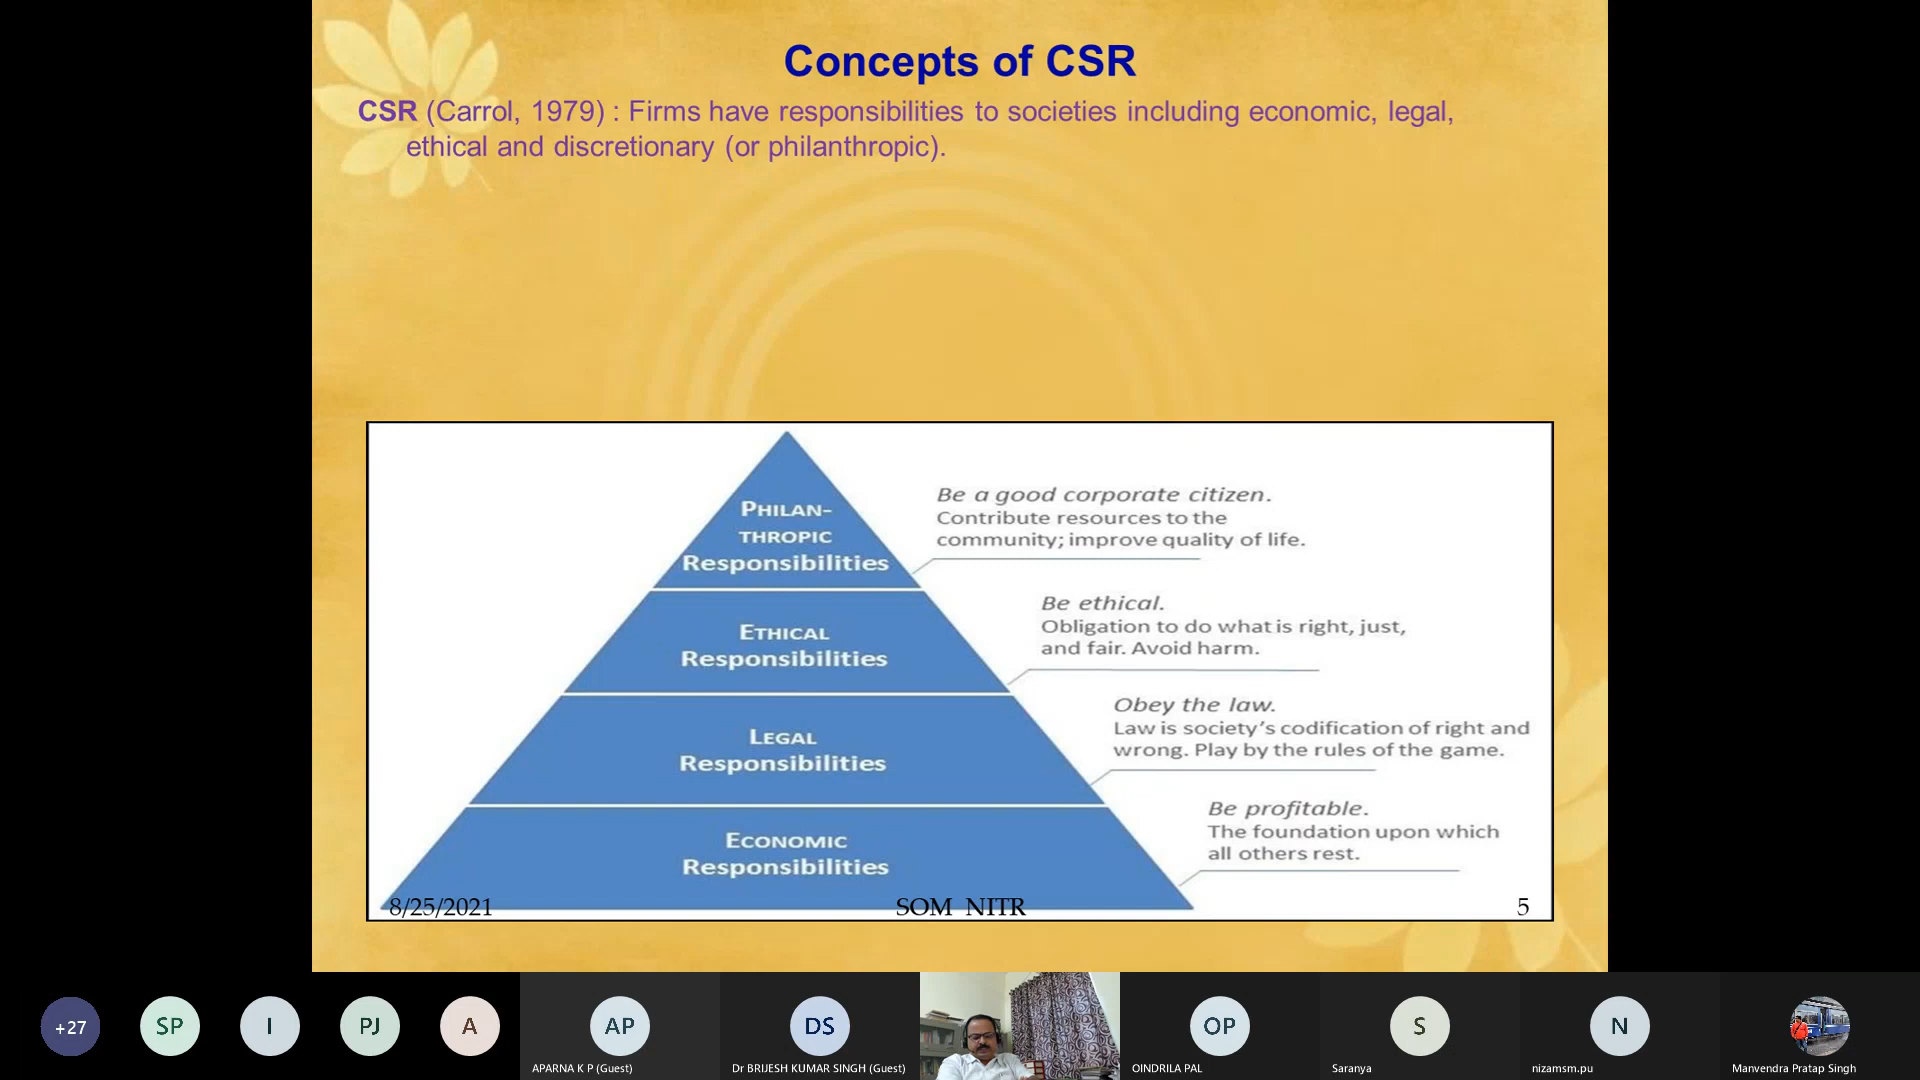 Concepts of CSR
CSR (Carrol, 1979) : Firms have responsibilities to societies including economic, legal,
ethical and discretionary (or philanthropic).
PHILAN-
THROPIC
Responsibilities
Be a good corporate citizen.
Contribute resources to the
community; improve quality of life.
ETHICAL
Responsibilities
Be ethical.
Obligation to do what is right, just,
and fair. Avoid harm.
LEGAL
Responsibilities
Obey the law.
Law is society's codification of right and
wrong. Play by the rules of the game.
ECONOMIC
Responsibilities
Be profitable.
The foundation upon which
all others rest.
8/25/2021
SOM NITR
5
+27
SP
I
PJ
A
AP
APARNA K P (Guest)
DS
Dr BRIJESH KUMAR SINGH (Guest)
OP
OINDRILA PAL
S
Saranya
N
nizamsm.pu
Manvendra Pratap Singh